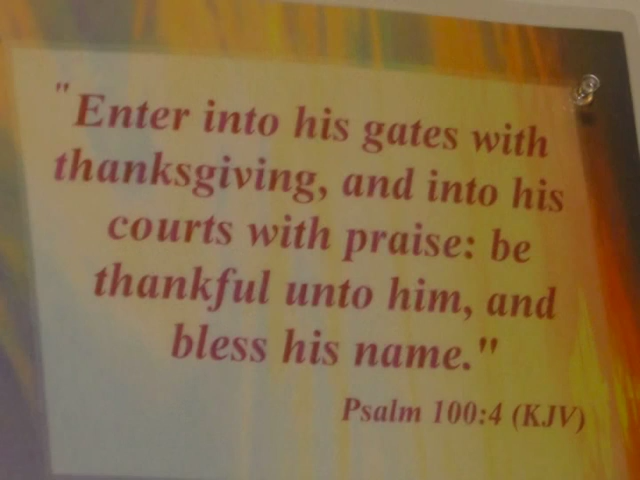 "Enter into his gates with
thanksgiving, and into his
courts with praise: be
thankful unto him, and
bless his name."
Psalm 100:4 (KJV)